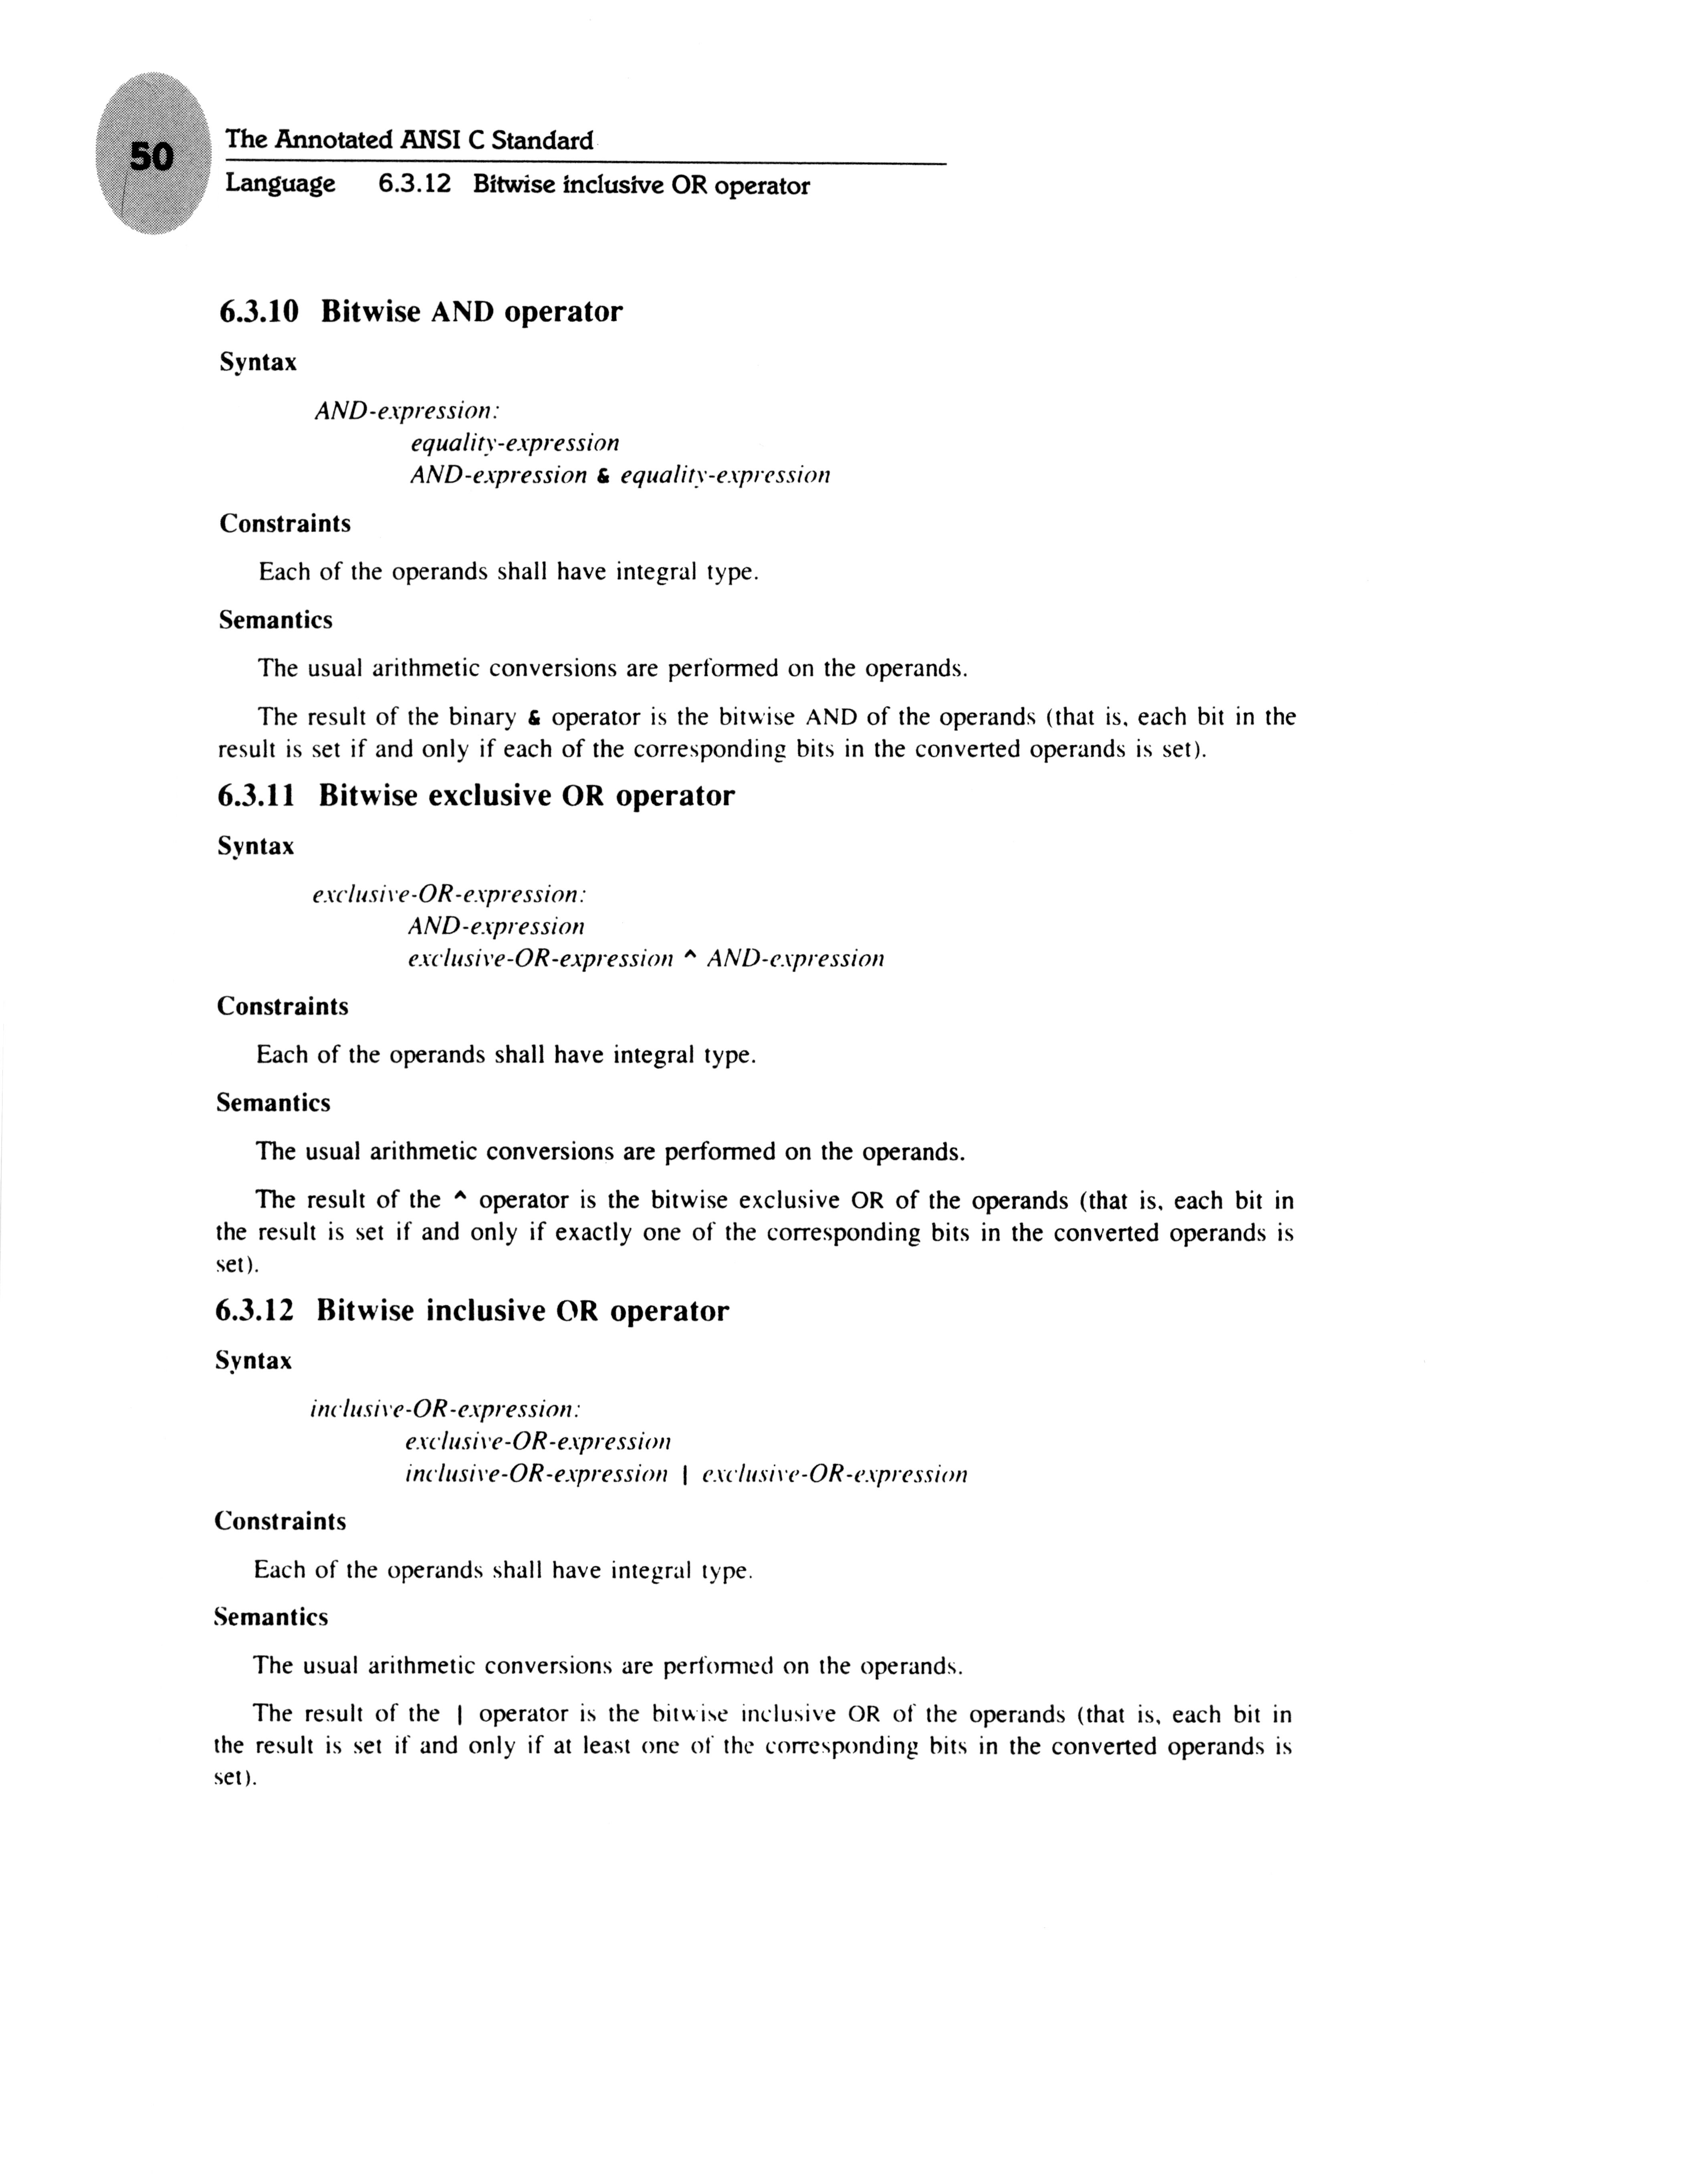 50
The Annotated ANSI C Standard
Language 6.3.12 Bitwise inclusive OR operator
6.3.10 Bitwise AND operator
Syntax
AND-expression:
equality-expression
AND-expression & equality-expression
Constraints
Each of the operands shall have integral type.
Semantics
The usual arithmetic conversions are performed on the operands.
The result of the binary & operator is the bitwise AND of the operands (that is, each bit in the
result is set if and only if each of the corresponding bits in the converted operands is set).
6.3.11 Bitwise exclusive OR operator
Syntax
exclusive-OR-expression:
AND-expression
exclusive-OR-expression ^ AND-expression
Constraints
Each of the operands shall have integral type.
Semantics
The usual arithmetic conversions are performed on the operands.
The result of the ^ operator is the bitwise exclusive OR of the operands (that is, each bit in
the result is set if and only if exactly one of the corresponding bits in the converted operands is
set).
6.3.12 Bitwise inclusive OR operator
Syntax
inclusive-OR-expression:
exclusive-OR-expression
inclusive-OR-expression | exclusive-OR-expression
Constraints
Each of the operands shall have integral type.
Semantics
The usual arithmetic conversions are performed on the operands.
The result of the | operator is the bitwise inclusive OR of the operands (that is, each bit in
the result is set if and only if at least one of the corresponding bits in the converted operands is
set).